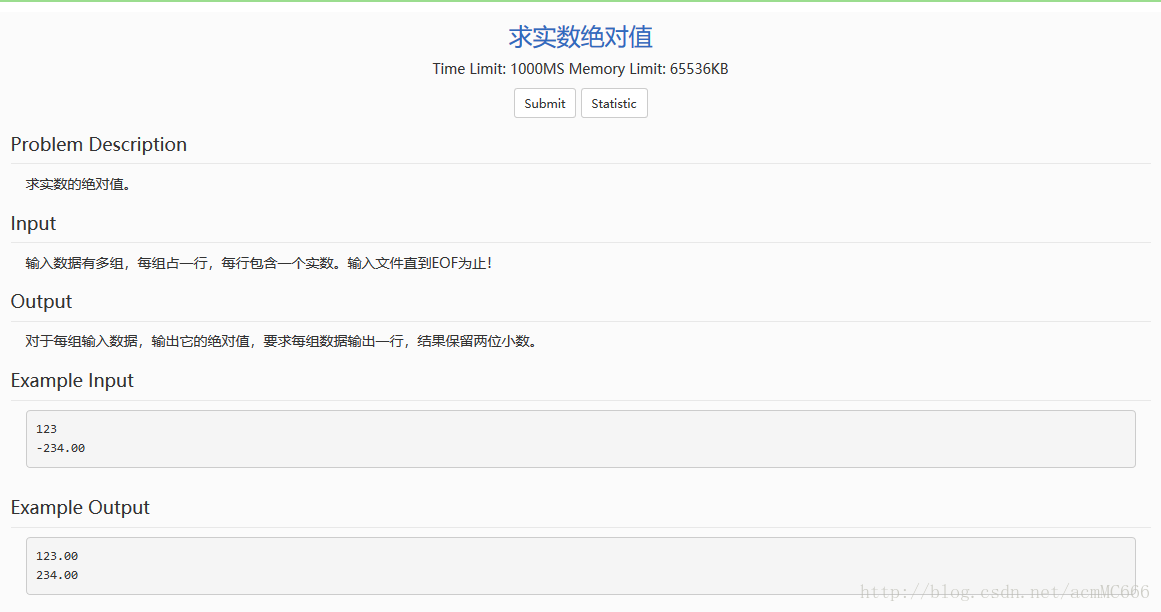 求实数绝对值
Time Limit: 1000MS Memory Limit: 65536KB
Submit Statistic
Problem Description
求实数的绝对值。
Input
输入数据有多组，每组占一行，每行包含一个实数。输入文件直到EOF为止！
Output
对于每组输入数据，输出它的绝对值，要求每组数据输出一行，结果保留两位小数。
Example Input
123
-234.00
Example Output
123.00
234.00
http://blog.csdn.net/acmMC666